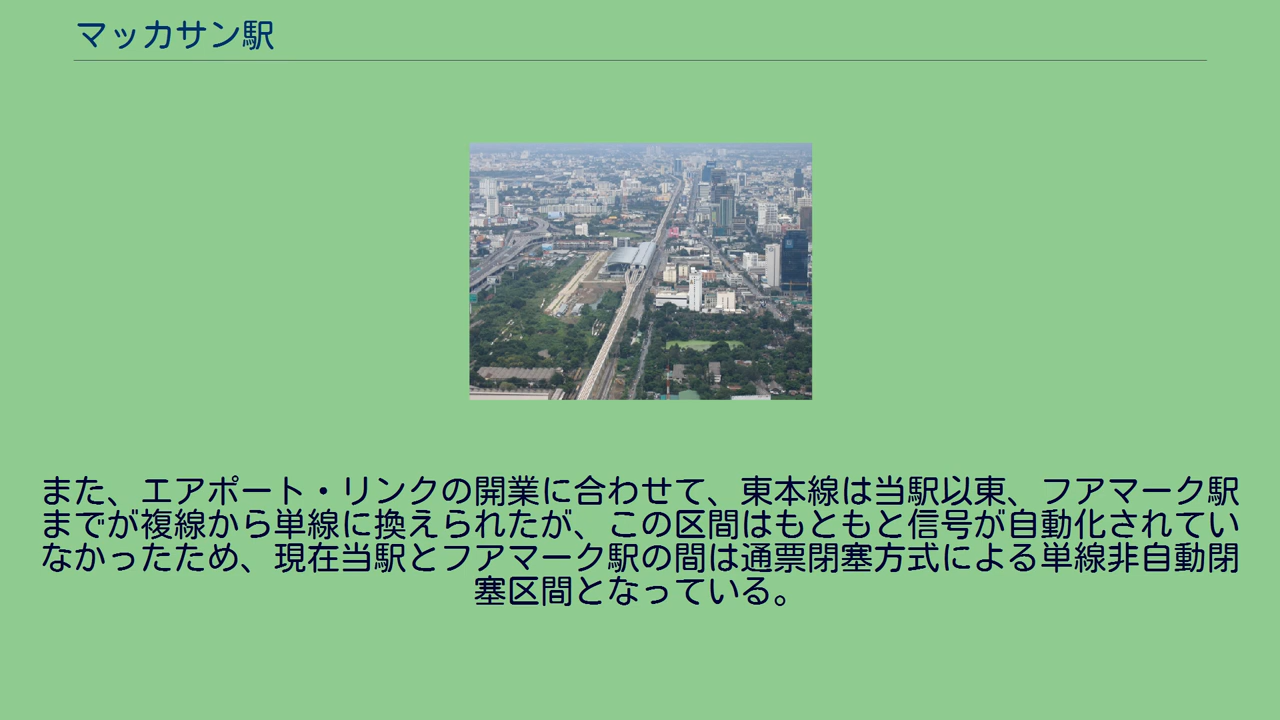 マッカサン駅
また、エアポート・リンクの開業に合わせて、東本線は当駅以東、フアマーク駅
までが複線から単線に換えられたが、この区間はもともと信号が自動化されてい
なかったため、現在当駅とフアマーク駅の間は通票閉塞方式による単線非自動閉
塞区間となっている。